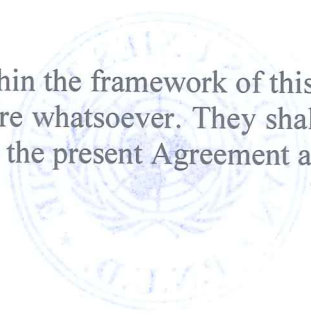 hin the framework of this
re whatsoever. They shal
the present Agreement a